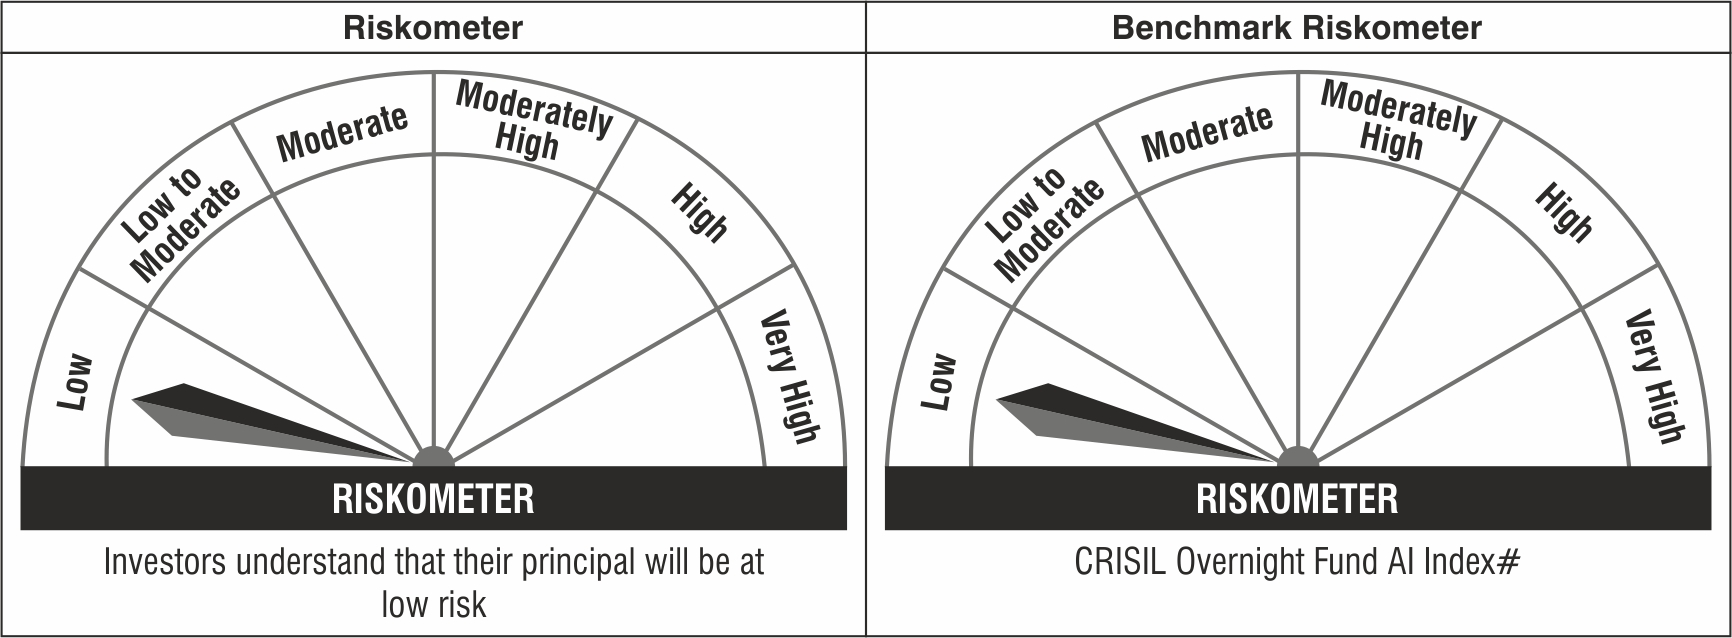 Riskometer
Low
Low to
Moderate
Moderate
Moderately
High
High
Very High
RISKOMETER
Investors understand that their principal will be at
low risk
Benchmark Riskometer
Low
Low to
Moderate
Moderate
Moderately
High
High
Very High
RISKOMETER
CRISIL Overnight Fund AI Index#